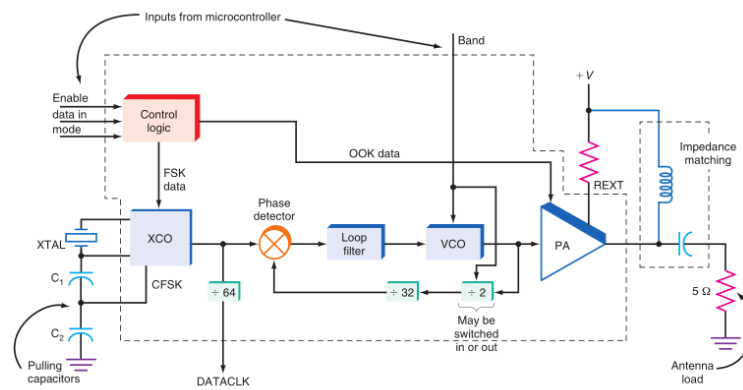 Inputs from microcontroller
Band
Enable
data in
mode
Control
logic
OOK data
FSK
data
+V
REXT
Impedance
matching
Phase
detector
XTAL
XCO
Loop
filter
VCO
PA
C1
CFSK
÷ 64
÷ 32
÷ 2
5 Ω
C2
May be
switched
in or out
Pulling
capacitors
DATACLK
Antenna
load